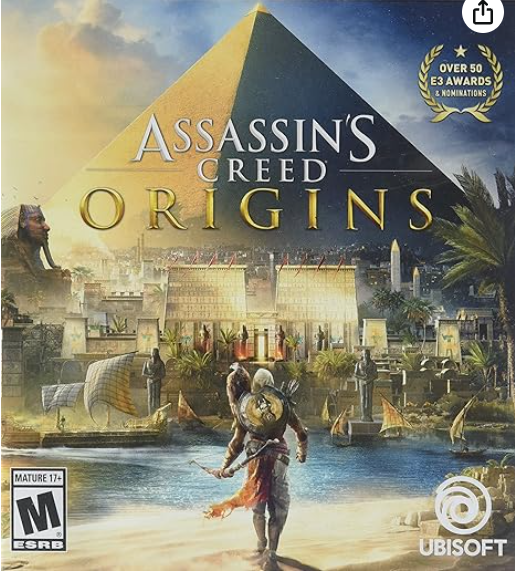 OVER 50
E3 AWARDS
& NOMINATIONS
ASSASSIN'S
CREED
ORIGINS
MATURE 17+
M
ESRB
UBISOFT